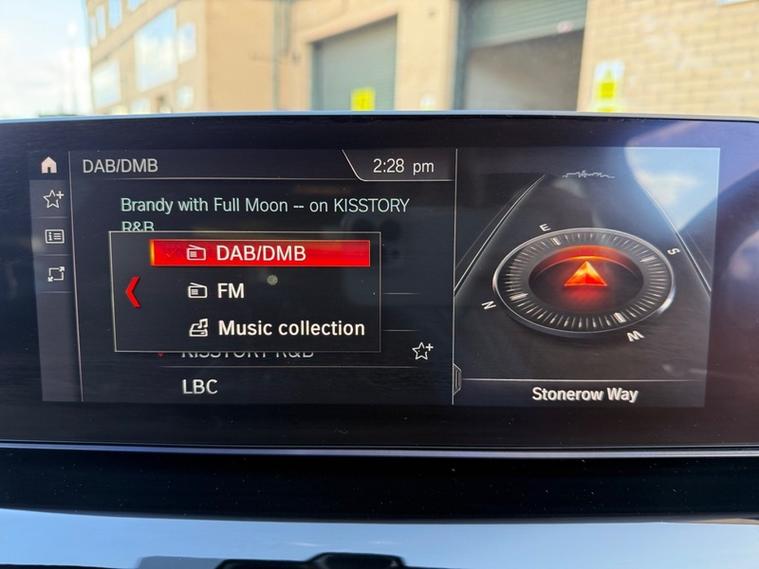 DAB/DMB
2:28 pm
Brandy with Full Moon -- on KISSTORY
R&B
DAB/DMB
FM
Music collection
KISSTORY R&B
LBC
E
S
N
W
Stonerow Way